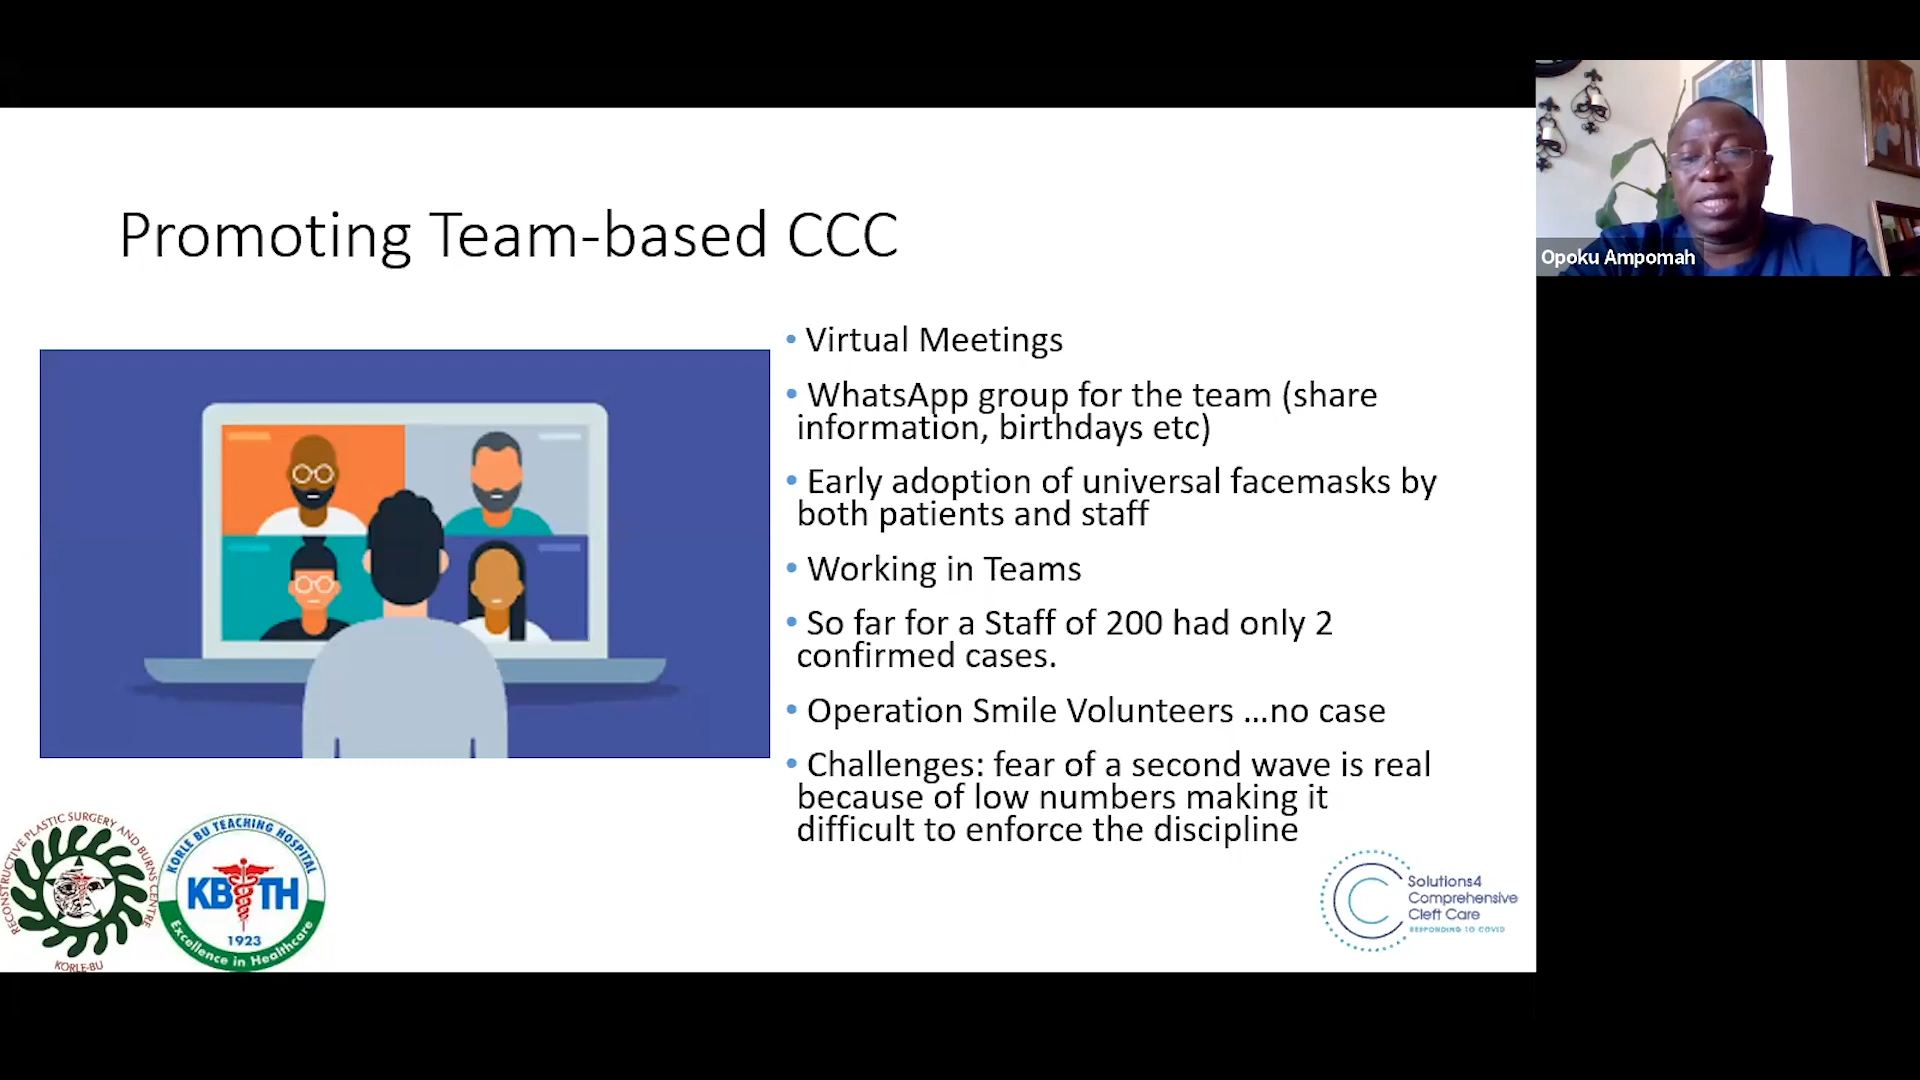 Promoting Team-based CCC
• Virtual Meetings
• WhatsApp group for the team (share
information, birthdays etc)
• Early adoption of universal facemasks by
both patients and staff
• Working in Teams
• So far for a Staff of 200 had only 2
confirmed cases.
• Operation Smile Volunteers ...no case
• Challenges: fear of a second wave is real
because of low numbers making it
difficult to enforce the discipline
RECONSTRUCTIVE PLASTIC SURGERY AND BURNS CENTRE
KORLE-BU
KORLE BU TEACHING HOSPITAL
KBTH
1923
Excellence in Healthcare
Solutions4
Comprehensive
Cleft Care
RESPONDING TO COVID
Opoku Ampomah